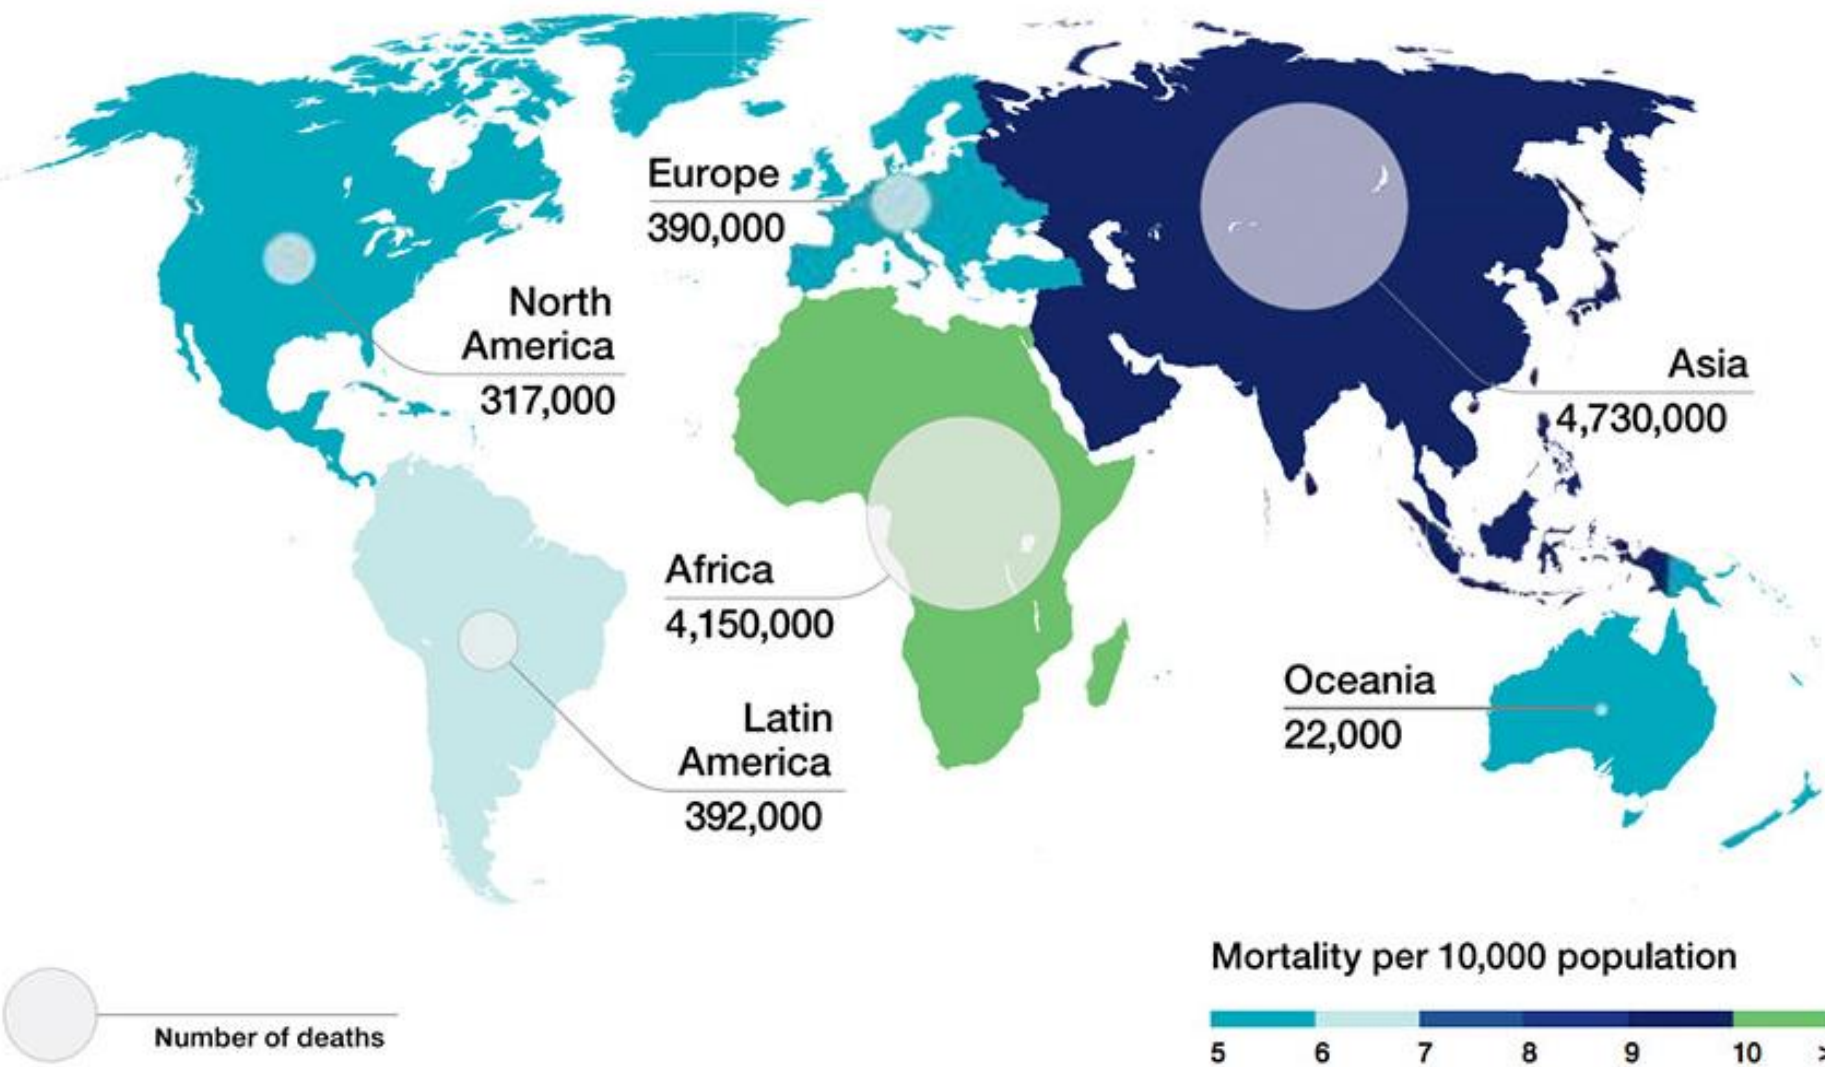 Europe
390,000
North
America
317,000
Asia
4,730,000
Africa
4,150,000
Oceania
22,000
Latin
America
392,000
Mortality per 10,000 population
5 6 7 8 9 10 >
Number of deaths